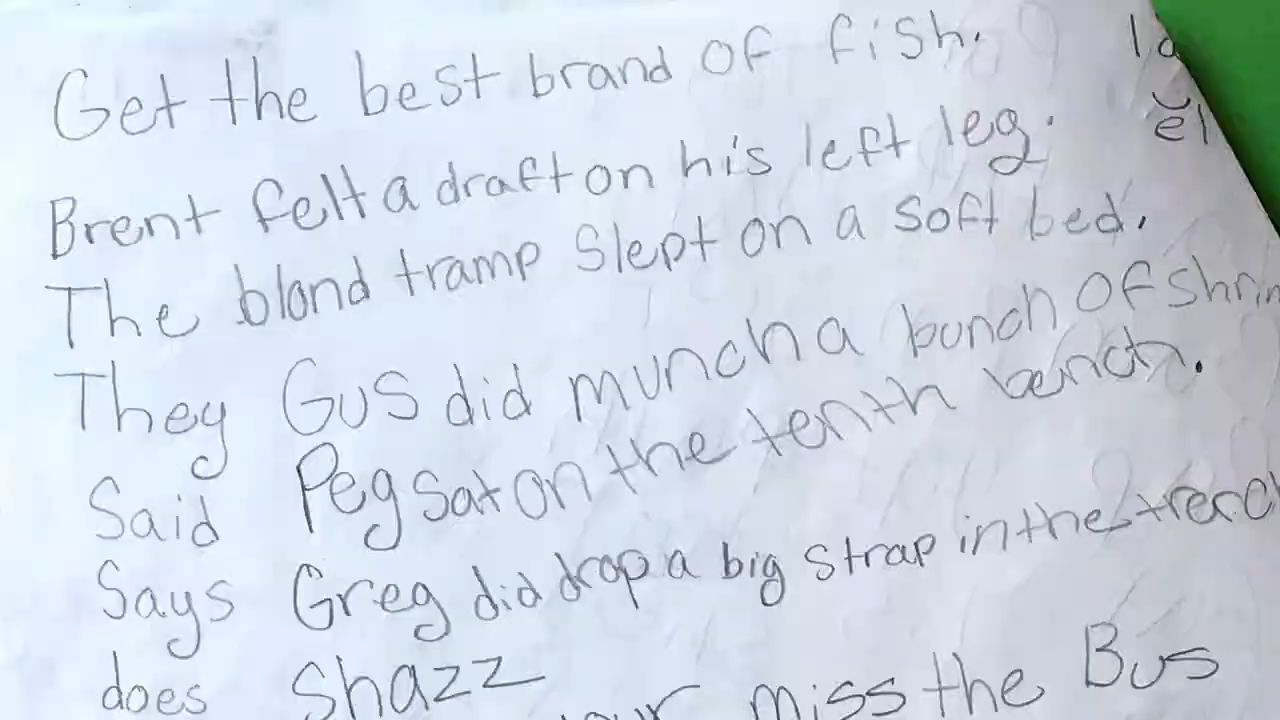 Get the best brand of fish.
Brent felt a draft on his left leg.
The blond tramp slept on a soft bed.
They Gus did munch a bunch of
Said Peg sat on the tenth bench.
Says Greg did drop a big strap in the
does Shazz
miss the Bus